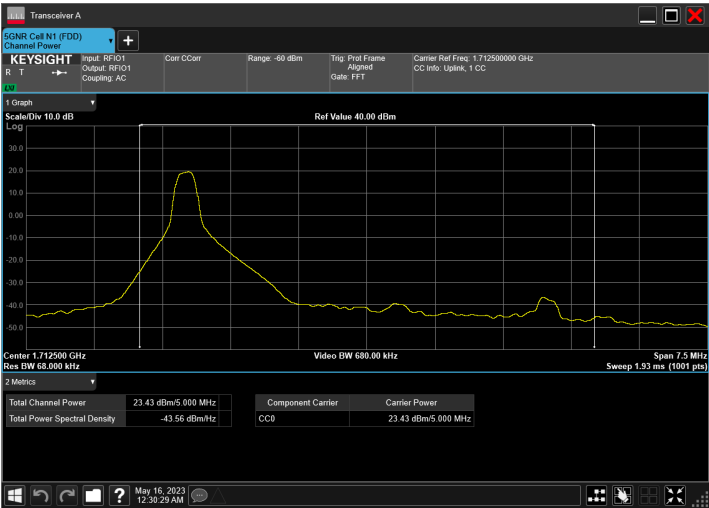 Transceiver A
5GNR Cell N1 (FDD)
Channel Power
KEYSIGHT
R T
LXI
Input: RFIO1
Output: RFIO1
Coupling: AC
Corr CCorr
Range: -60 dBm
Trig: Prot Frame
Aligned
Gate: FFT
Carrier Ref Freq: 1.712500000 GHz
CC Info: Uplink, 1 CC
1 Graph
Scale/Div 10.0 dB
Ref Value 40.00 dBm
Log
30.0
20.0
10.0
0.00
-10.0
-20.0
-30.0
-40.0
-50.0
Center 1.712500 GHz
Video BW 680.00 kHz
Span 7.5 MHz
Res BW 68.000 kHz
Sweep 1.93 ms (1001 pts)
2 Metrics
Total Channel Power 23.43 dBm/5.000 MHz
Total Power Spectral Density -43.56 dBm/Hz
Component Carrier Carrier Power
CC0 23.43 dBm/5.000 MHz
?
May 16, 2023
12:30:29 AM